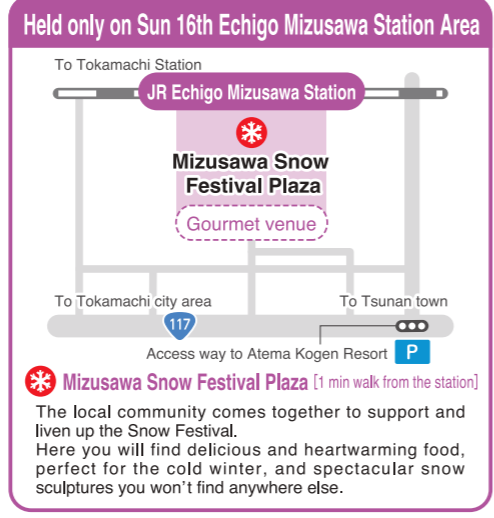 Held only on Sun 16th Echigo Mizusawa Station Area
To Tokamachi Station
JR Echigo Mizusawa Station
Mizusawa Snow
Festival Plaza
Gourmet venue
To Tokamachi city area
To Tsunan town
117
Access way to Atema Kogen Resort P
Mizusawa Snow Festival Plaza [1 min walk from the station]
The local community comes together to support and
liven up the Snow Festival.
Here you will find delicious and heartwarming food,
perfect for the cold winter, and spectacular snow
sculptures you won't find anywhere else.